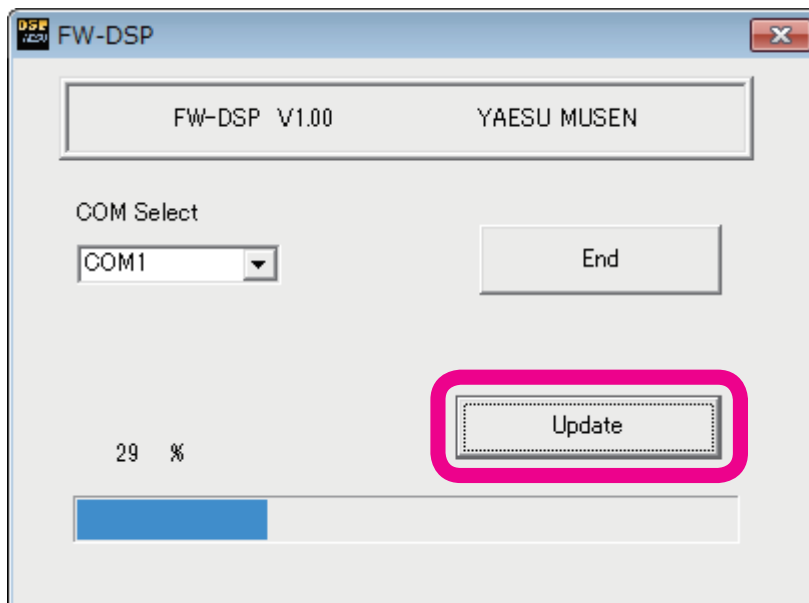 FW-DSP
FW-DSP V1.00 YAESU MUSEN
COM Select
COM1
End
Update
29 %